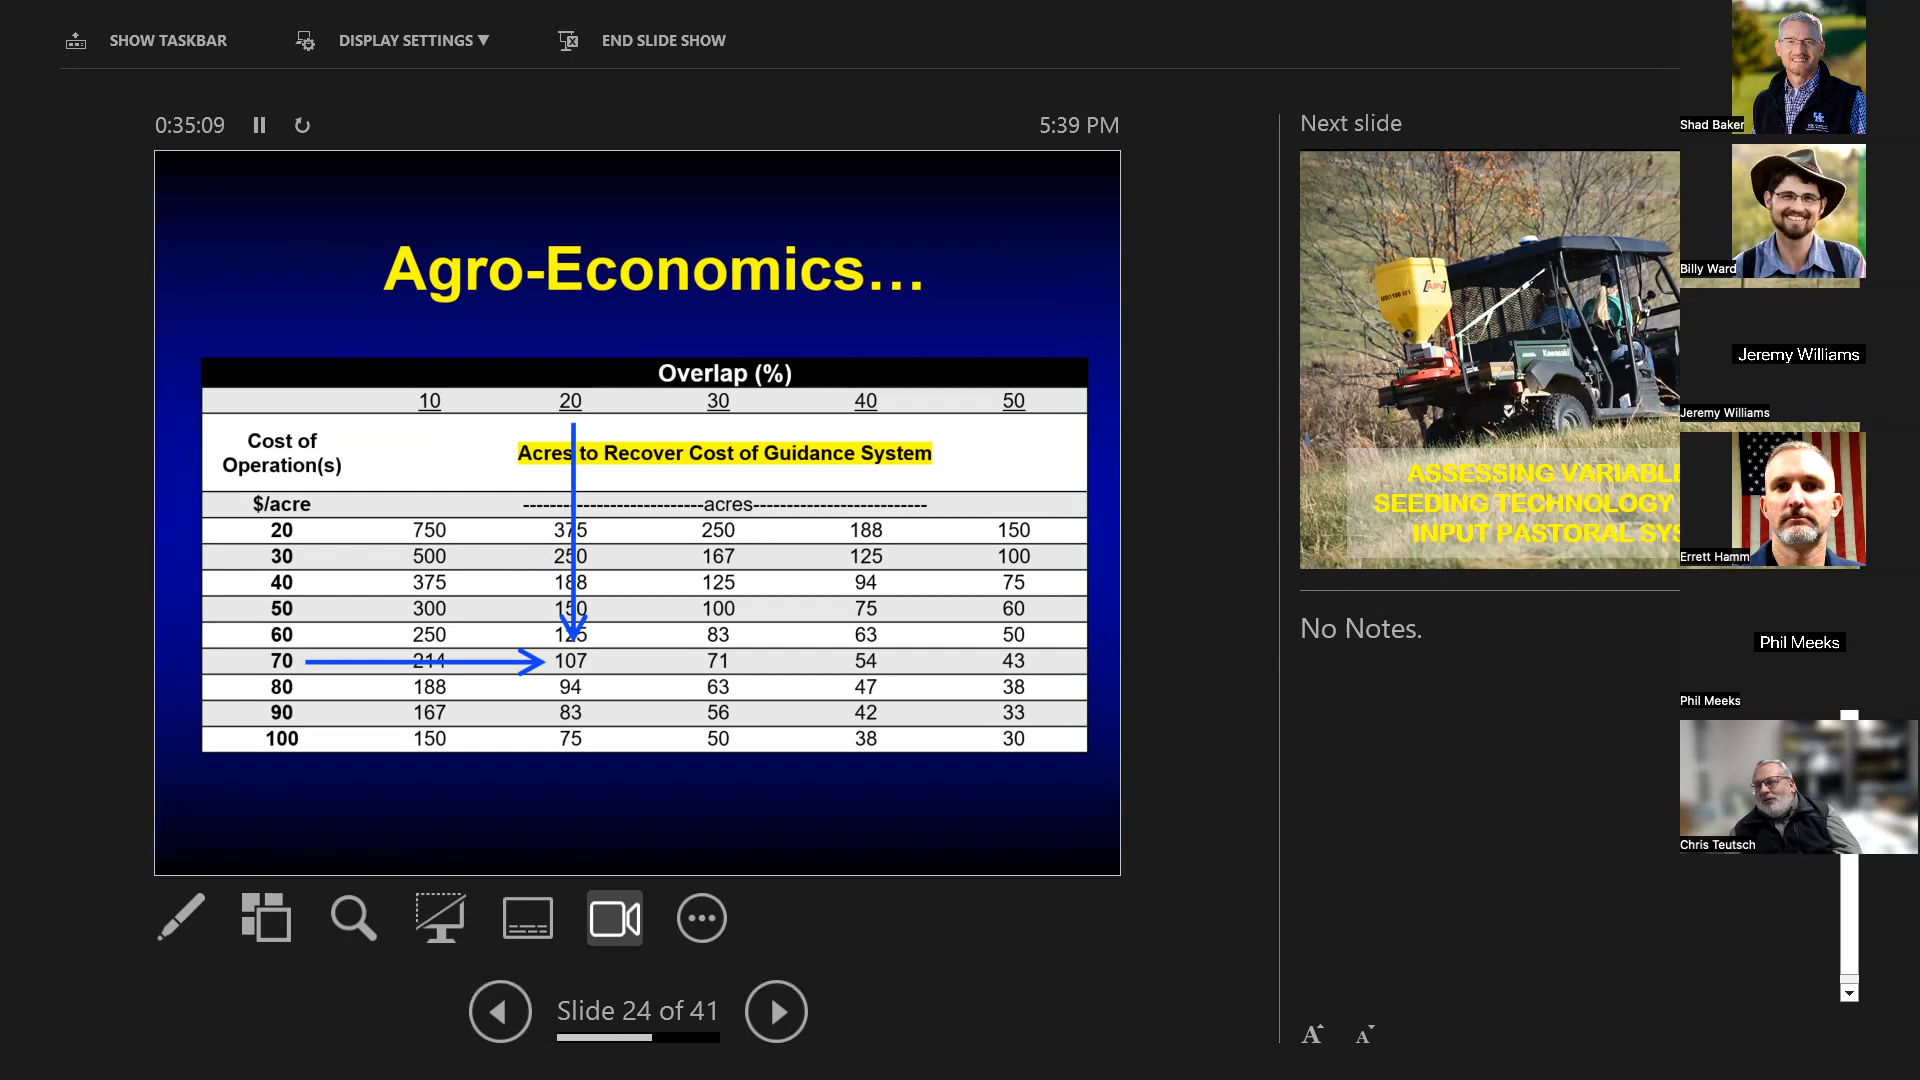 SHOW TASKBAR
DISPLAY SETTINGS ▼
END SLIDE SHOW
0:35:09
5:39 PM
Agro-Economics…
Overlap (%)
10 20 30 40 50
Cost of
Operation(s)
Acres to Recover Cost of Guidance System
$/acre ---------------------------acres--------------------------
20 750 375 250 188 150
30 500 250 167 125 100
40 375 188 125 94 75
50 300 150 100 75 60
60 250 125 83 63 50
70 214 107 71 54 43
80 188 94 63 47 38
90 167 83 56 42 33
100 150 75 50 38 30
Slide 24 of 41
Next slide
APV
MDD 100 M1
Kawasaki
ASSESSING VARIABLE
SEEDING TECHNOLOGY
INPUT PASTORAL SYS
No Notes.
A A
Shad Baker
UK
Billy Ward
Jeremy Williams
Jeremy Williams
Errett Hamm
Phil Meeks
Phil Meeks
Chris Teutsch